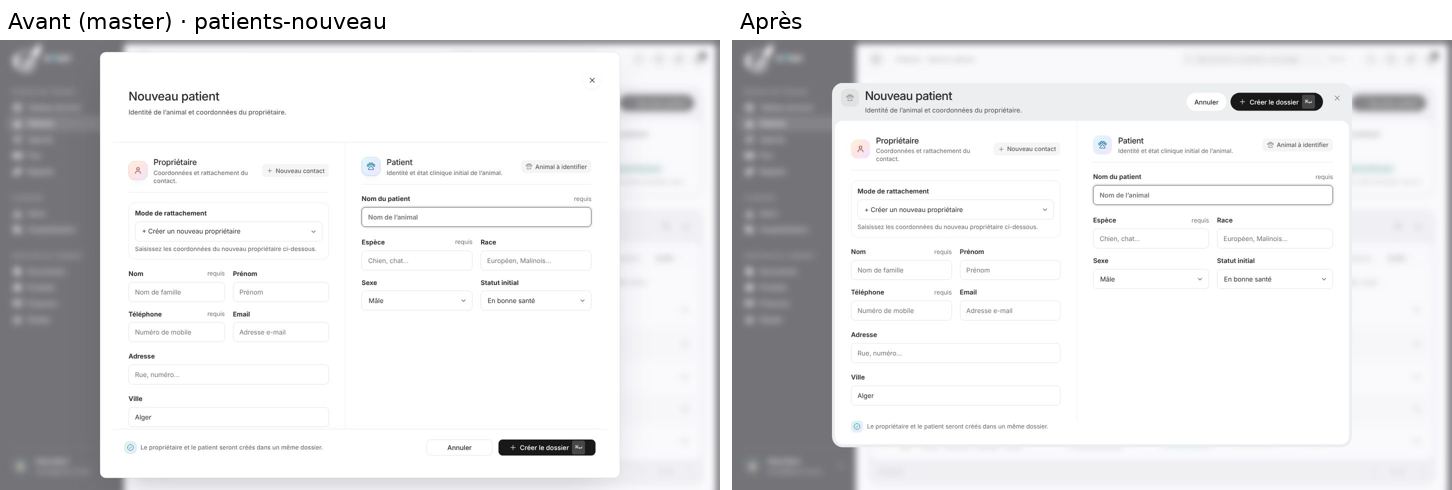 Avant (master) · patients-nouveau
Nouveau patient
Identité de l'animal et coordonnées du propriétaire.
Propriétaire
Coordonnées et rattachement du
contact.
+ Nouveau contact
Mode de rattachement
+ Créer un nouveau propriétaire
Saisissez les coordonnées du nouveau propriétaire ci-dessous.
Nom requis
Prénom
Nom de famille
Prénom
Téléphone requis
Email
Numéro de mobile
Adresse e-mail
Adresse
Rue, numéro...
Ville
Alger
Patient
Identité et état clinique initial de l'animal.
Animal à identifier
Nom du patient requis
Nom de l'animal
Espèce requis
Race
Chien, chat...
Européen, Malinois...
Sexe
Statut initial
Mâle
En bonne santé
Le propriétaire et le patient seront créés dans un même dossier.
Annuler
+ Créer le dossier
Après
Nouveau patient
Identité de l'animal et coordonnées du propriétaire.
Annuler
+ Créer le dossier
Propriétaire
Coordonnées et rattachement du
contact.
+ Nouveau contact
Mode de rattachement
+ Créer un nouveau propriétaire
Saisissez les coordonnées du nouveau propriétaire ci-dessous.
Nom requis
Prénom
Nom de famille
Prénom
Téléphone requis
Email
Numéro de mobile
Adresse e-mail
Adresse
Rue, numéro...
Ville
Alger
Patient
Identité et état clinique initial de l'animal.
Animal à identifier
Nom du patient requis
Nom de l'animal
Espèce requis
Race
Chien, chat...
Européen, Malinois...
Sexe
Statut initial
Mâle
En bonne santé
Le propriétaire et le patient seront créés dans un même dossier.